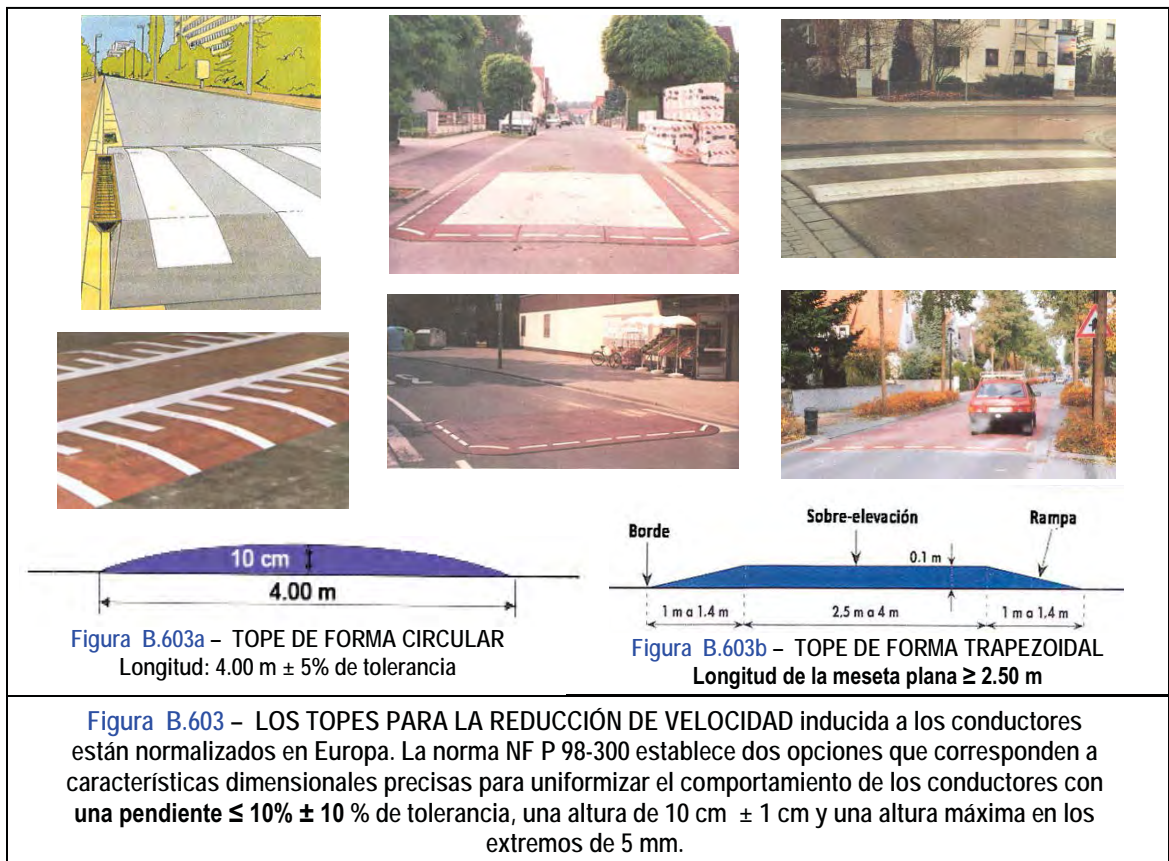 10 cm
4.00 m
Figura B.603a – TOPE DE FORMA CIRCULAR
Longitud: 4.00 m ± 5% de tolerancia
Borde
Sobre-elevación
Rampa
0.1 m
1 m a 1.4 m
2.5 m a 4 m
1 m a 1.4 m
Figura B.603b – TOPE DE FORMA TRAPEZOIDAL
Longitud de la meseta plana ≥ 2.50 m
Figura B.603 – LOS TOPES PARA LA REDUCCIÓN DE VELOCIDAD inducida a los conductores
están normalizados en Europa. La norma NF P 98-300 establece dos opciones que corresponden a
características dimensionales precisas para uniformizar el comportamiento de los conductores con
una pendiente ≤ 10% ± 10 % de tolerancia, una altura de 10 cm ± 1 cm y una altura máxima en los
extremos de 5 mm.